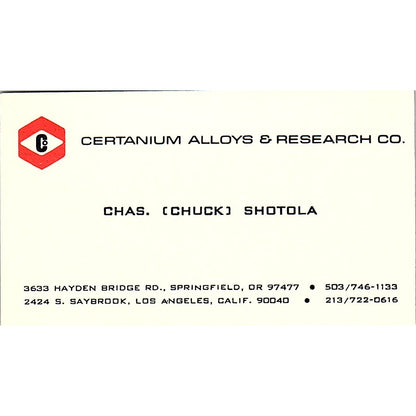 C
CERTANIUM ALLOYS & RESEARCH CO.
CHAS. (CHUCK) SHOTOLA
3633 HAYDEN BRIDGE RD., SPRINGFIELD, OR 97477 • 503/746-1133
2424 S. SAYBROOK, LOS ANGELES, CALIF. 90040 • 213/722-0616